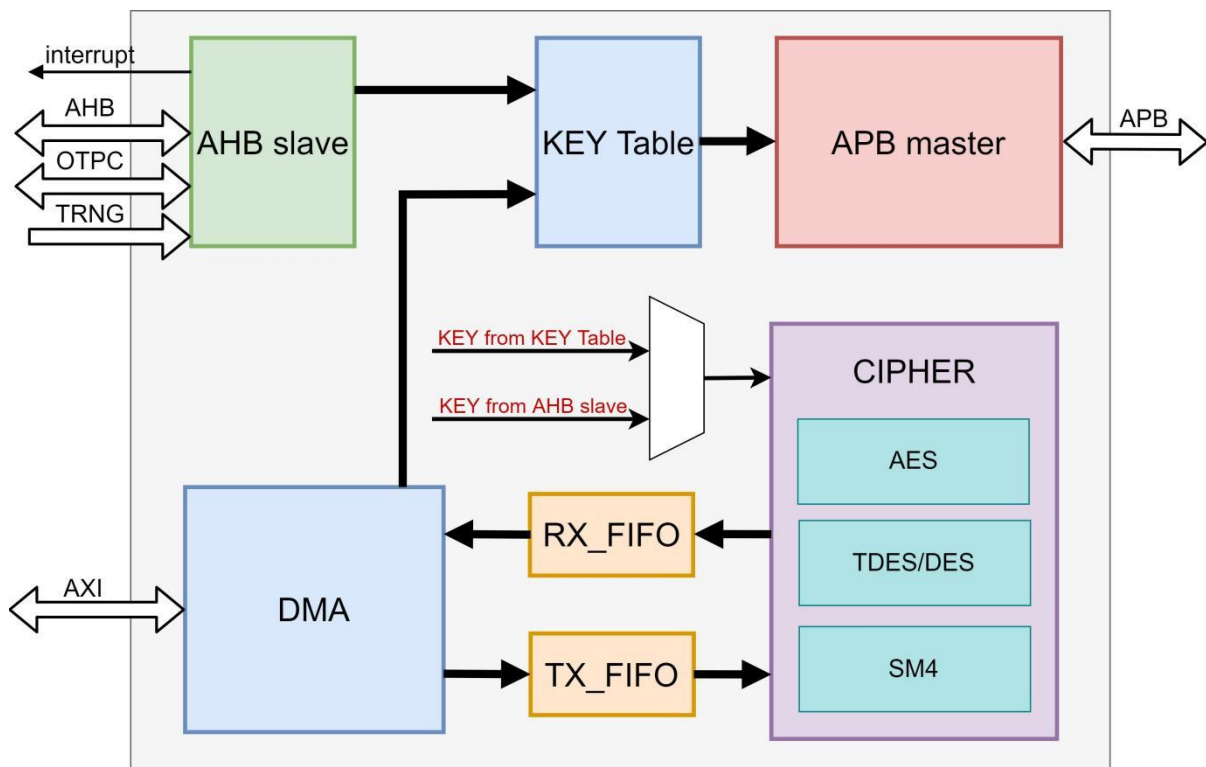 interrupt
AHB
OTPC
TRNG
AHB slave
KEY Table
APB master
APB
KEY from KEY Table
KEY from AHB slave
CIPHER
AES
TDES/DES
SM4
RX_FIFO
AXI
DMA
TX_FIFO